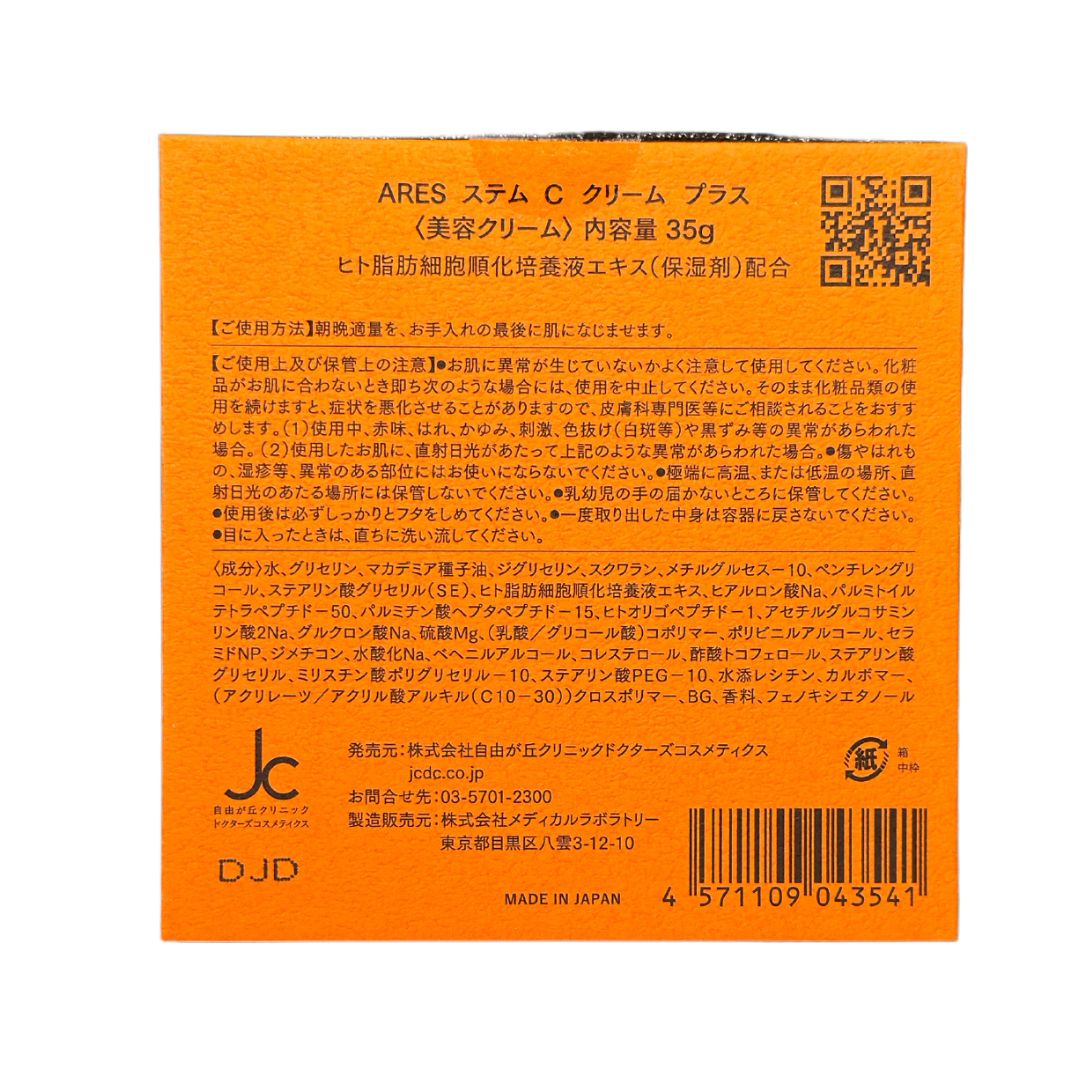 ARES ステム C クリーム プラス
〈美容クリーム〉 内容量 35g
ヒト脂肪細胞順化培養液エキス（保湿剤）配合
【ご使用方法】朝晩適量を、お手入れの最後に肌になじませます。
【ご使用上及び保管上の注意】●お肌に異常が生じていないかよく注意して使用してください。化粧
品がお肌に合わないとき即ち次のような場合には、使用を中止してください。そのまま化粧品類の使
用を続けますと、症状を悪化させることがありますので、皮膚科専門医等にご相談されることをおすす
めします。（1）使用中、赤味、はれ、かゆみ、刺激、色抜け（白斑等）や黒ずみ等の異常があらわれた
場合。（2）使用したお肌に、直射日光があたって上記のような異常があらわれた場合。●傷やはれも
の、湿疹等、異常のある部位にはお使いにならないでください。●極端に高温、または低温の場所、直
射日光のあたる場所には保管しないでください。●乳幼児の手の届かないところに保管してください。
●使用後は必ずしっかりとフタをしめてください。●一度取り出した中身は容器に戻さないでください。
●目に入ったときは、直ちに洗い流してください。
〈成分〉水、グリセリン、マカデミア種子油、ジグリセリン、スクワラン、メチルグルセス－10、ペンチレングリ
コール、ステアリン酸グリセリル（SE）、ヒト脂肪細胞順化培養液エキス、ヒアルロン酸Na、パルミトイル
テトラペプチド－50、パルミチン酸ヘプタペプチド－15、ヒトオリゴペプチド－1、アセチルグルコサミン
リン酸2Na、グルクロン酸Na、硫酸Mg、（乳酸／グリコール酸）コポリマー、ポリビニルアルコール、セラ
ミドNP、ジメチコン、水酸化Na、ベヘニルアルコール、コレステロール、酢酸トコフェロール、ステアリン酸
グリセリル、ミリスチン酸ポリグリセリル－10、ステアリン酸PEG－10、水添レシチン、カルボマー、
（アクリレーツ／アクリル酸アルキル（C10－30））クロスポリマー、BG、香料、フェノキシエタノール
Jc
自由が丘クリニック
ドクターズコスメティクス
発売元：株式会社自由が丘クリニックドクターズコスメティクス
jcdc.co.jp
お問合せ先：03-5701-2300
製造販売元：株式会社メディカルラボラトリー
東京都目黒区八雲3-12-10
紙
箱
中枠
DJD
MADE IN JAPAN
4 571109 043541